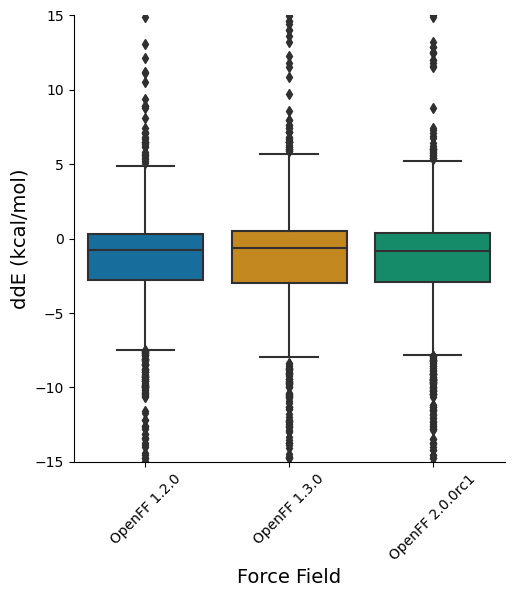 15
10
5
0
−5
−10
−15
ddE (kcal/mol)
OpenFF 1.2.0
OpenFF 1.3.0
OpenFF 2.0.0rc1
Force Field